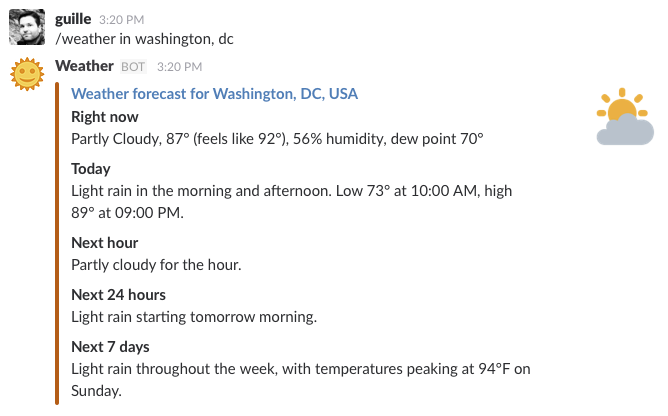 guille 3:20 PM
/weather in washington, dc
Weather BOT 3:20 PM
Weather forecast for Washington, DC, USA
Right now
Partly Cloudy, 87° (feels like 92°), 56% humidity, dew point 70°
Today
Light rain in the morning and afternoon. Low 73° at 10:00 AM, high
89° at 09:00 PM.
Next hour
Partly cloudy for the hour.
Next 24 hours
Light rain starting tomorrow morning.
Next 7 days
Light rain throughout the week, with temperatures peaking at 94°F on
Sunday.